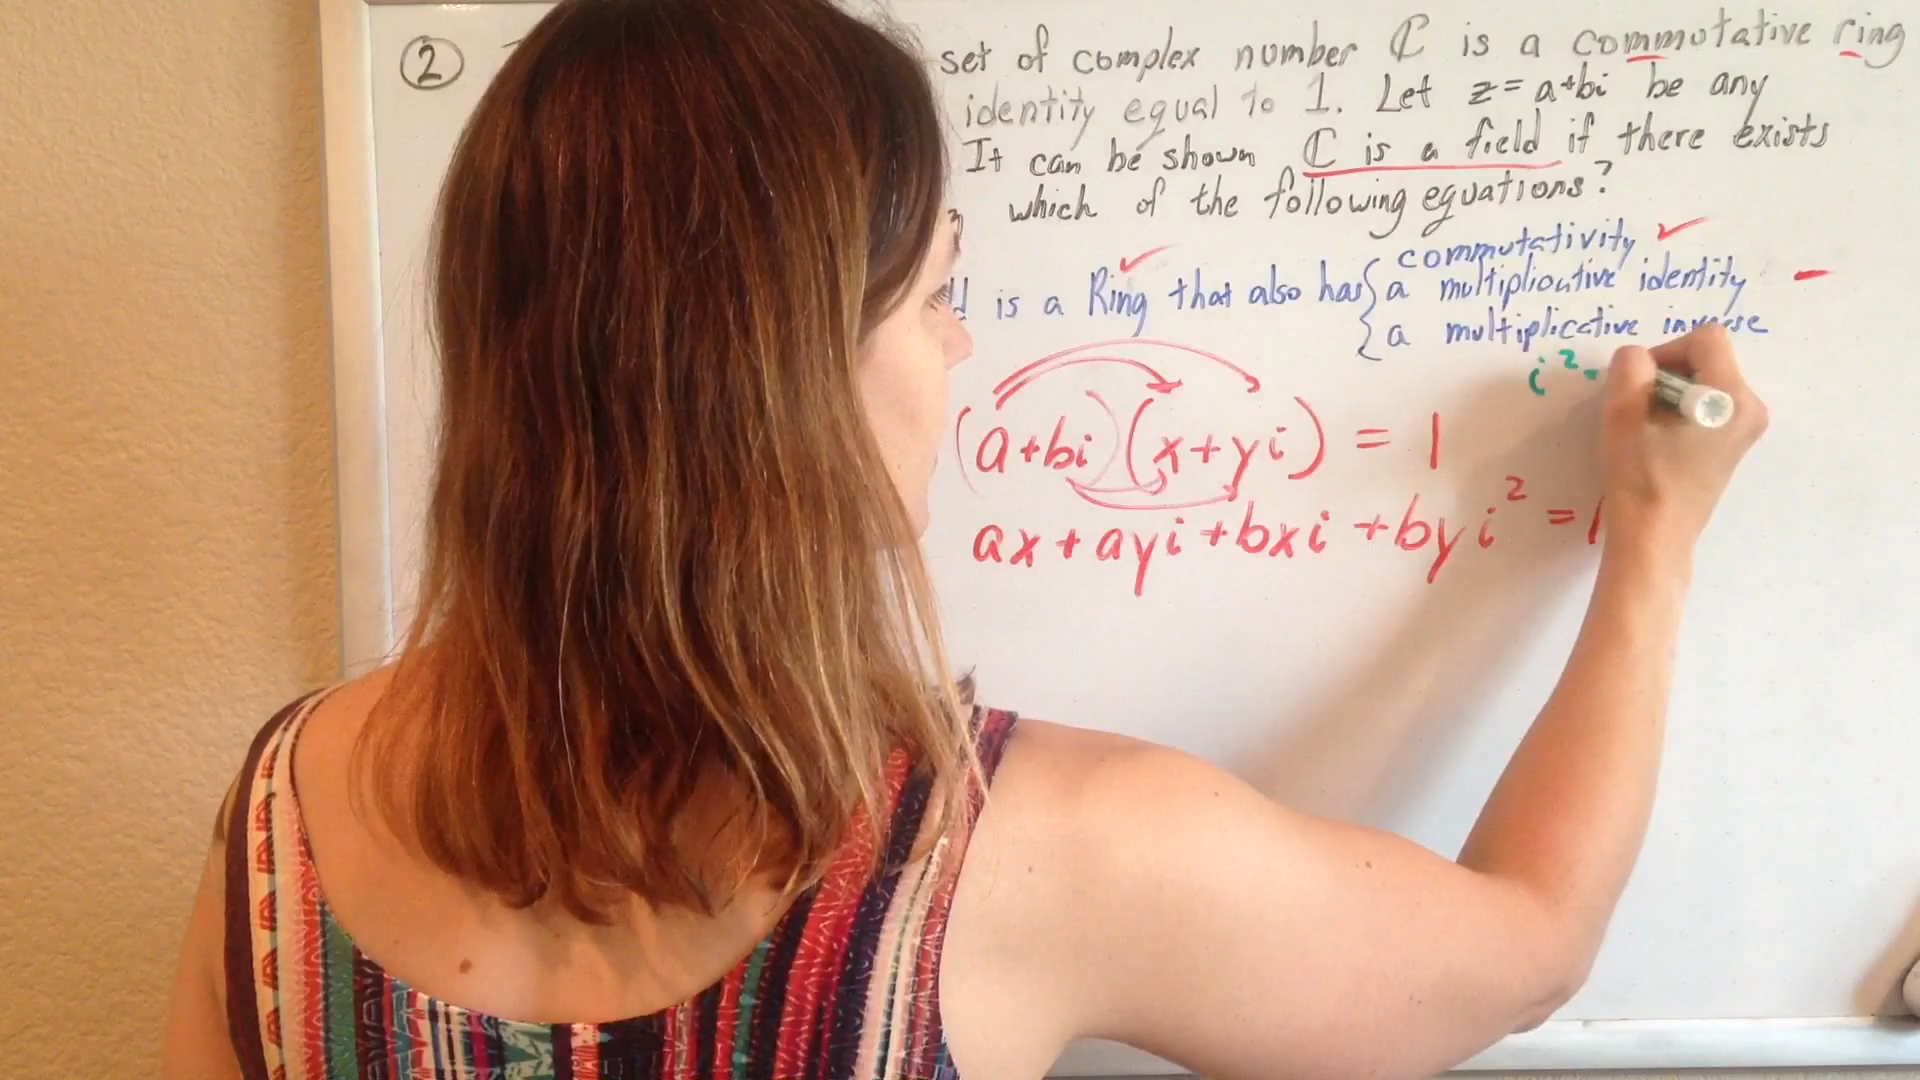 ②
set of complex number ℂ is a commutative ring
identity equal to 1. Let z = a+bi be any
It can be shown ℂ is a field if there exists
which of the following equations?
commutativity ✓
is a Ring ✓ that also has { a multiplicative identity –
a multiplicative inverse
i² =
(a+bi)(x+yi) = 1
ax + ayi + bxi + byi² = 1